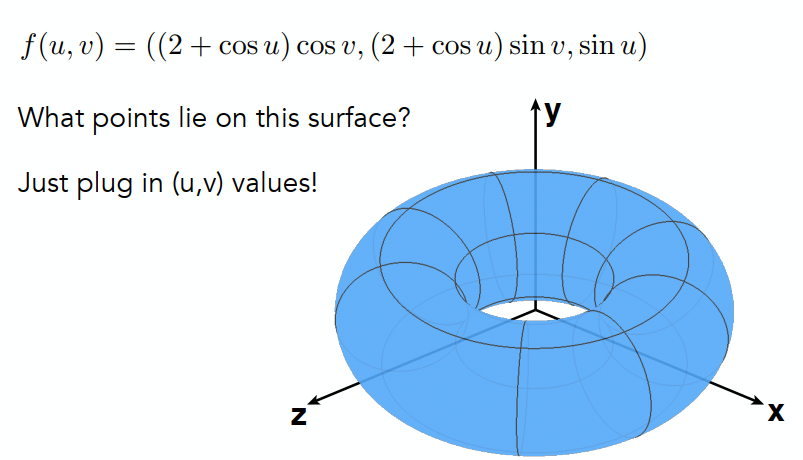 f(u, v) = ((2 + cos u) cos v, (2 + cos u) sin v, sin u)
What points lie on this surface?
Just plug in (u,v) values!
y
z
x